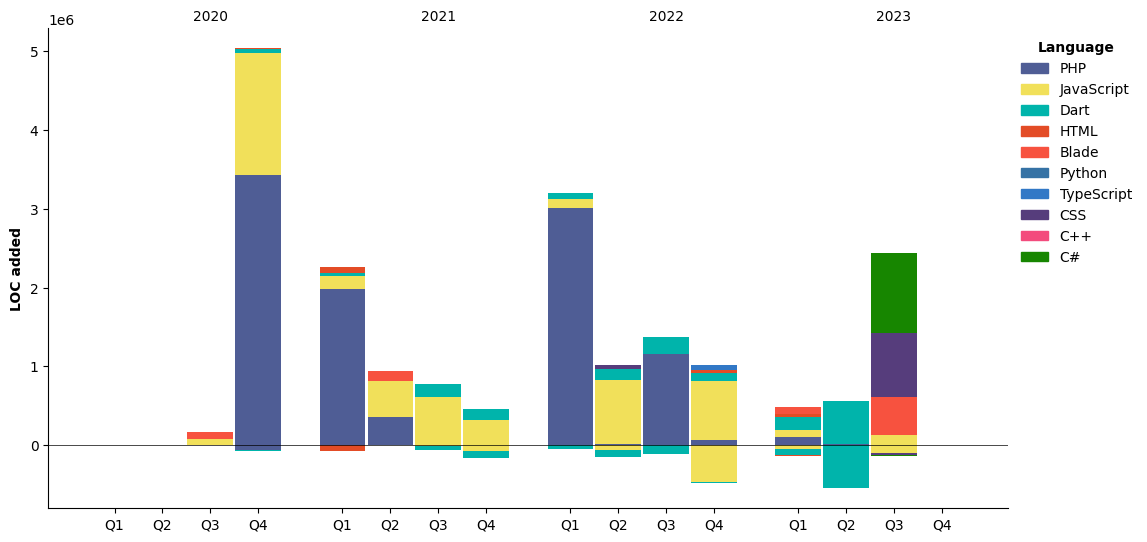 2020 2021 2022 2023
1e6
5
4
3
2
1
0
LOC added
Q1 Q2 Q3 Q4 Q1 Q2 Q3 Q4 Q1 Q2 Q3 Q4 Q1 Q2 Q3 Q4
Language
PHP
JavaScript
Dart
HTML
Blade
Python
TypeScript
CSS
C++
C#